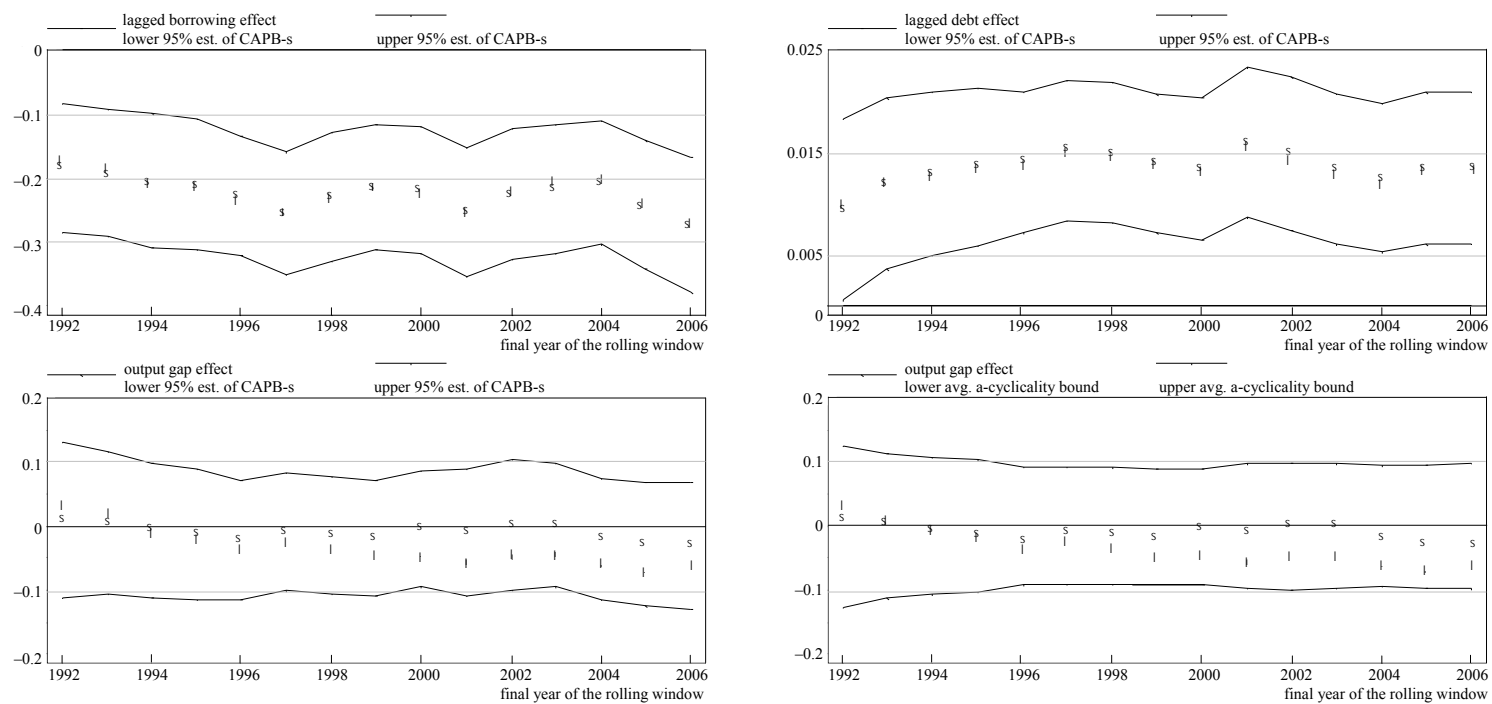 lagged borrowing effect
lower 95% est. of CAPB-s upper 95% est. of CAPB-s
0
–0.1
–0.2
–0.3
–0.4
1992 1994 1996 1998 2000 2002 2004 2006
final year of the rolling window
lagged debt effect
lower 95% est. of CAPB-s upper 95% est. of CAPB-s
0.025
0.015
0.005
0
1992 1994 1996 1998 2000 2002 2004 2006
final year of the rolling window
output gap effect
lower 95% est. of CAPB-s upper 95% est. of CAPB-s
0.2
0.1
0
–0.1
–0.2
1992 1994 1996 1998 2000 2002 2004 2006
final year of the rolling window
output gap effect
lower avg. a-cyclicality bound upper avg. a-cyclicality bound
0.2
0.1
0
–0.1
–0.2
1992 1994 1996 1998 2000 2002 2004 2006
final year of the rolling window